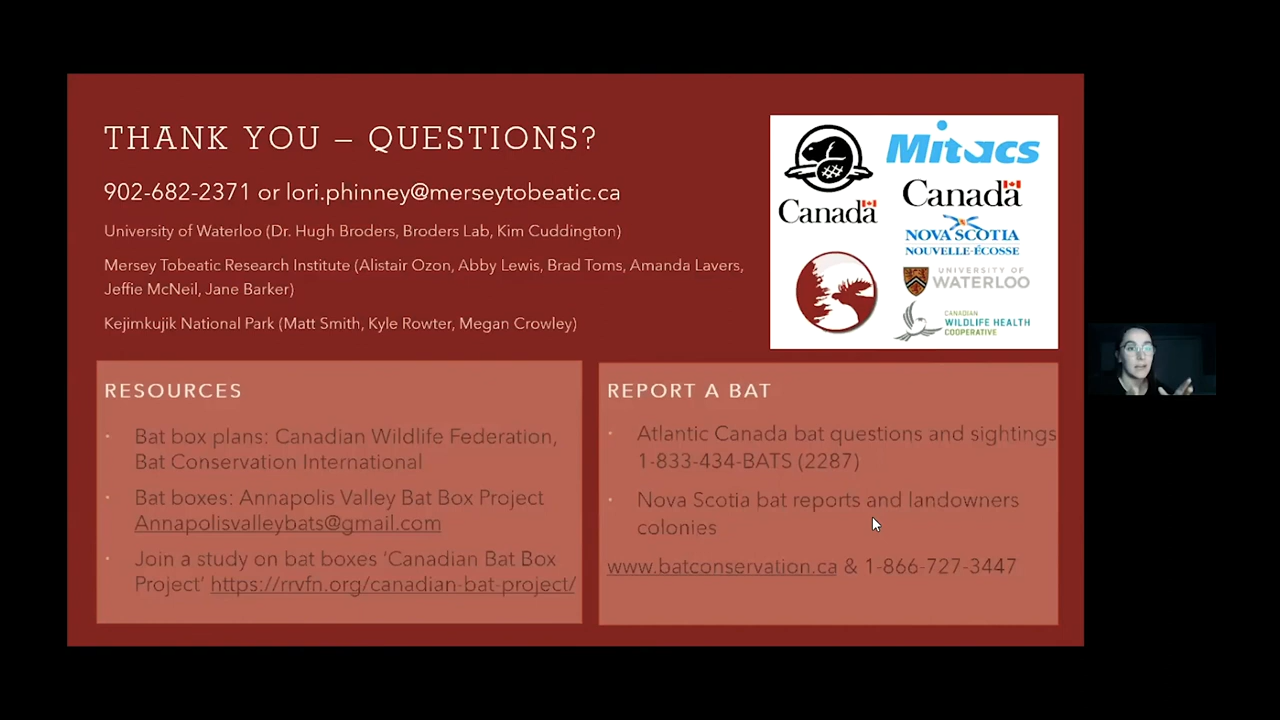 THANK YOU – QUESTIONS?
902-682-2371 or lori.phinney@merseytobeatic.ca
University of Waterloo (Dr. Hugh Broders, Broders Lab, Kim Cuddington)
Mersey Tobeatic Research Institute (Alistair Ozon, Abby Lewis, Brad Toms, Amanda Lavers,
Jeffie McNeil, Jane Barker)
Kejimkujik National Park (Matt Smith, Kyle Rowter, Megan Crowley)
Mitacs
Canada
Canada
NOVA SCOTIA
NOUVELLE-ÉCOSSE
UNIVERSITY OF
WATERLOO
CANADIAN
WILDLIFE HEALTH
COOPERATIVE
RESOURCES
· Bat box plans: Canadian Wildlife Federation,
Bat Conservation International
· Bat boxes: Annapolis Valley Bat Box Project
Annapolisvalleybats@gmail.com
· Join a study on bat boxes ‘Canadian Bat Box
Project’ https://rrvfn.org/canadian-bat-project/
REPORT A BAT
· Atlantic Canada bat questions and sightings
1-833-434-BATS (2287)
· Nova Scotia bat reports and landowners
colonies
www.batconservation.ca & 1-866-727-3447